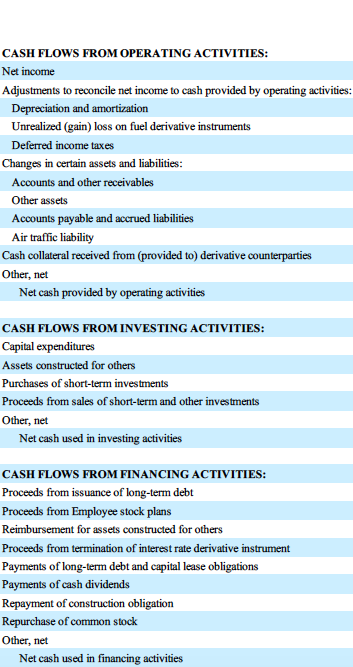 CASH FLOWS FROM OPERATING ACTIVITIES:
Net income
Adjustments to reconcile net income to cash provided by operating activities:
Depreciation and amortization
Unrealized (gain) loss on fuel derivative instruments
Deferred income taxes
Changes in certain assets and liabilities:
Accounts and other receivables
Other assets
Accounts payable and accrued liabilities
Air traffic liability
Cash collateral received from (provided to) derivative counterparties
Other, net
Net cash provided by operating activities
CASH FLOWS FROM INVESTING ACTIVITIES:
Capital expenditures
Assets constructed for others
Purchases of short-term investments
Proceeds from sales of short-term and other investments
Other, net
Net cash used in investing activities
CASH FLOWS FROM FINANCING ACTIVITIES:
Proceeds from issuance of long-term debt
Proceeds from Employee stock plans
Reimbursement for assets constructed for others
Proceeds from termination of interest rate derivative instrument
Payments of long-term debt and capital lease obligations
Payments of cash dividends
Repayment of construction obligation
Repurchase of common stock
Other, net
Net cash used in financing activities